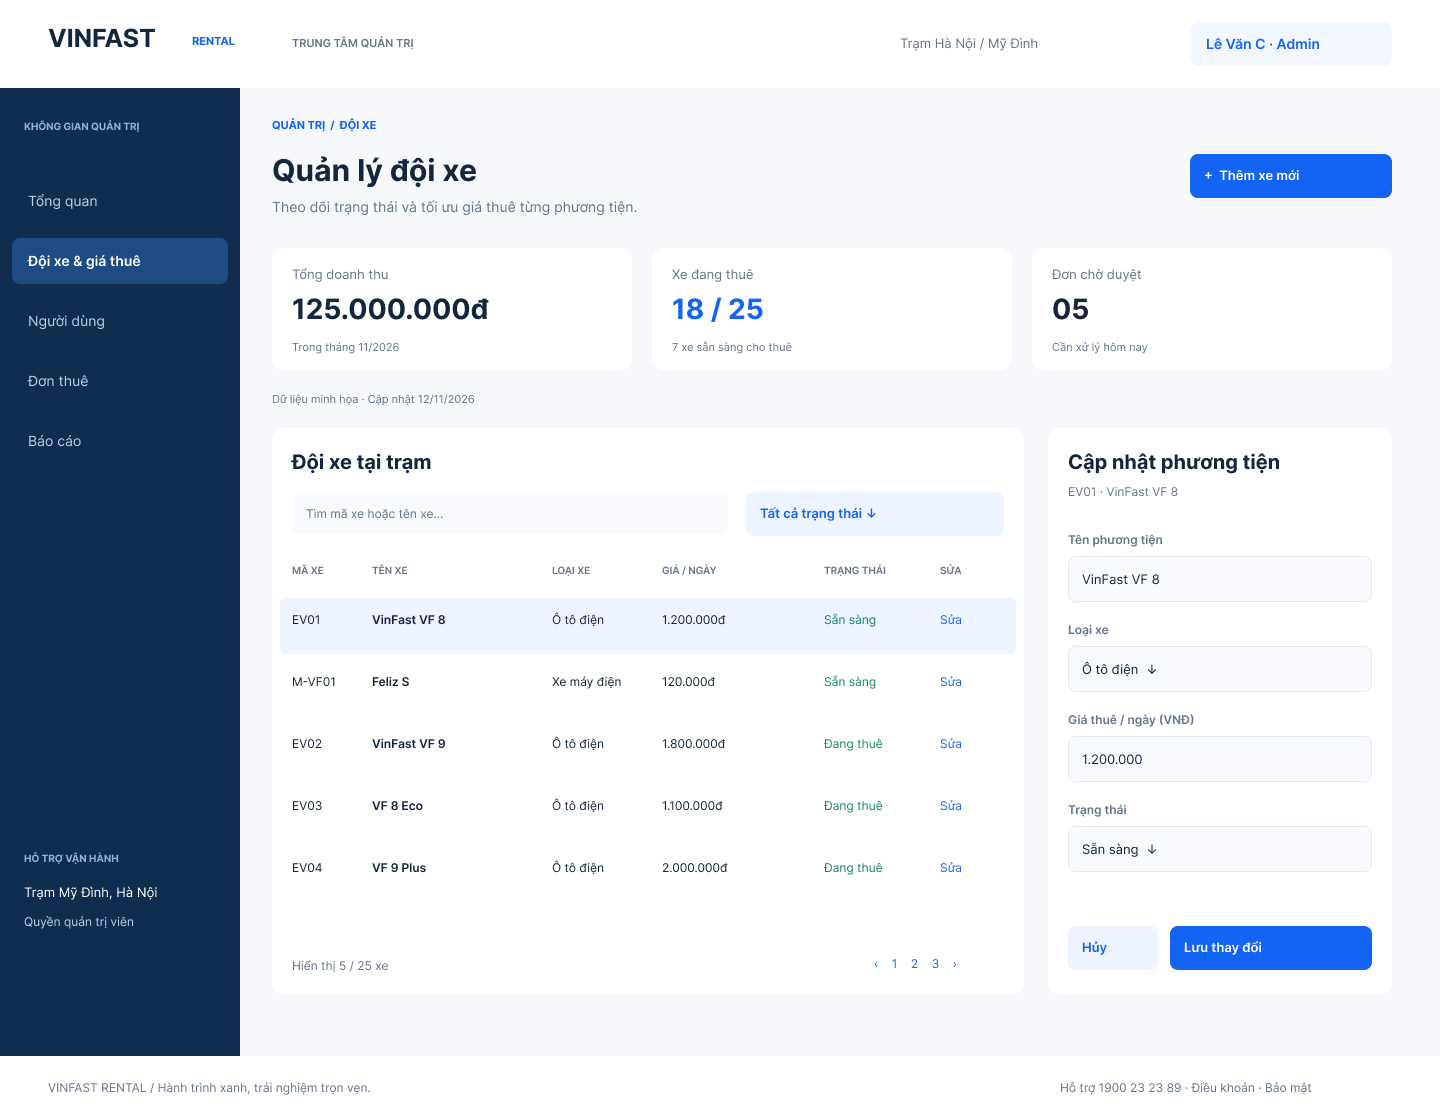 VINFAST RENTAL TRUNG TÂM QUẢN TRỊ Trạm Hà Nội / Mỹ Đình Lê Văn C · Admin
KHÔNG GIAN QUẢN TRỊ
Tổng quan
Đội xe & giá thuê
Người dùng
Đơn thuê
Báo cáo
HỖ TRỢ VẬN HÀNH
Trạm Mỹ Đình, Hà Nội
Quyền quản trị viên
QUẢN TRỊ / ĐỘI XE
Quản lý đội xe
Theo dõi trạng thái và tối ưu giá thuê từng phương tiện.
+ Thêm xe mới
Tổng doanh thu
125.000.000đ
Trong tháng 11/2026
Xe đang thuê
18 / 25
7 xe sẵn sàng cho thuê
Đơn chờ duyệt
05
Cần xử lý hôm nay
Dữ liệu minh họa · Cập nhật 12/11/2026
Đội xe tại trạm
Tìm mã xe hoặc tên xe... Tất cả trạng thái ↓
MÃ XE TÊN XE LOẠI XE GIÁ / NGÀY TRẠNG THÁI SỬA
EV01 VinFast VF 8 Ô tô điện 1.200.000đ Sẵn sàng Sửa
M-VF01 Feliz S Xe máy điện 120.000đ Sẵn sàng Sửa
EV02 VinFast VF 9 Ô tô điện 1.800.000đ Đang thuê Sửa
EV03 VF 8 Eco Ô tô điện 1.100.000đ Đang thuê Sửa
EV04 VF 9 Plus Ô tô điện 2.000.000đ Đang thuê Sửa
Hiển thị 5 / 25 xe ‹ 1 2 3 ›
Cập nhật phương tiện
EV01 · VinFast VF 8
Tên phương tiện
VinFast VF 8
Loại xe
Ô tô điện ↓
Giá thuê / ngày (VNĐ)
1.200.000
Trạng thái
Sẵn sàng ↓
Hủy Lưu thay đổi
VINFAST RENTAL / Hành trình xanh, trải nghiệm trọn vẹn. Hỗ trợ 1900 23 23 89 · Điều khoản · Bảo mật